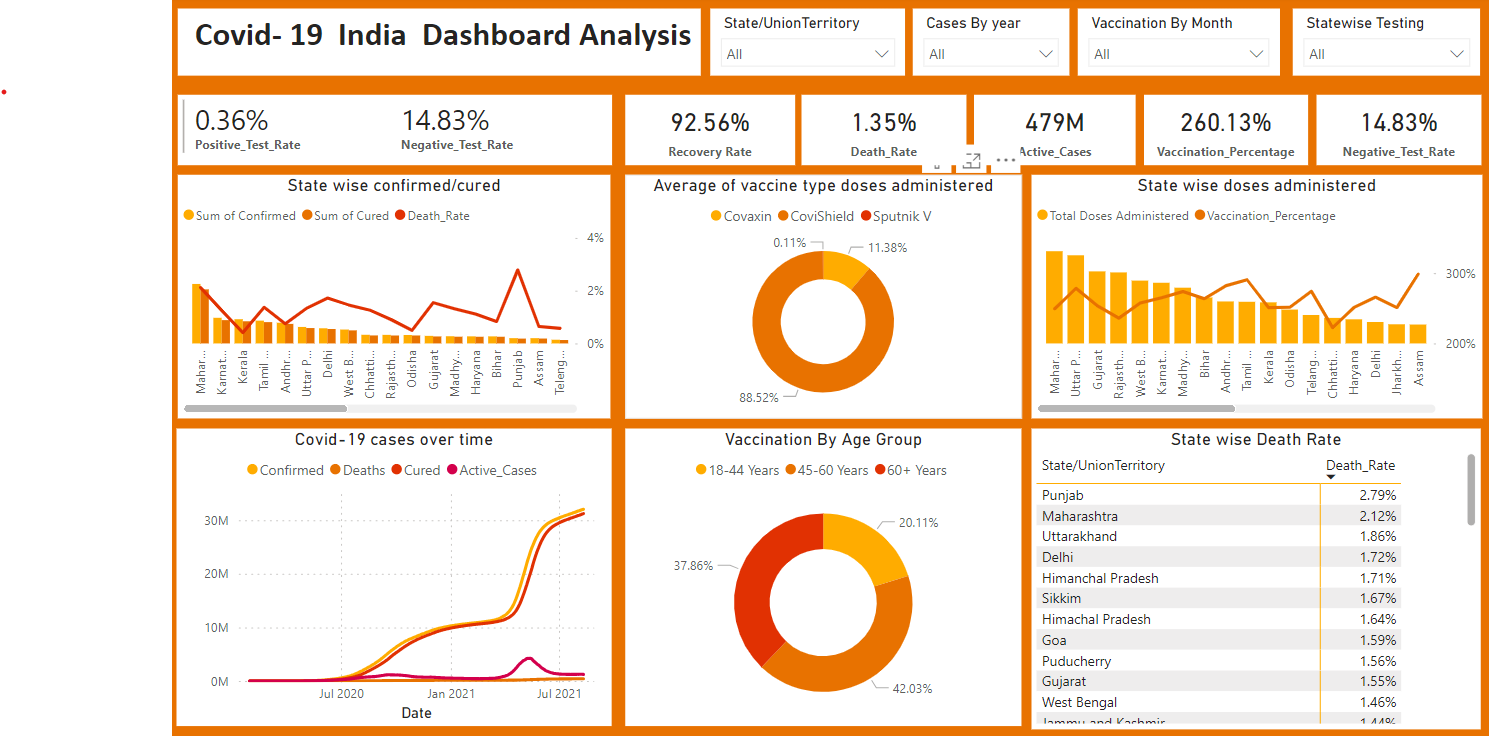 Covid- 19 India Dashboard Analysis
State/UnionTerritory
All
Cases By year
All
Vaccination By Month
All
Statewise Testing
All
0.36%
Positive_Test_Rate
14.83%
Negative_Test_Rate
92.56%
Recovery Rate
1.35%
Death_Rate
479M
Active_Cases
260.13%
Vaccination_Percentage
14.83%
Negative_Test_Rate
State wise confirmed/cured
Sum of Confirmed Sum of Cured Death_Rate
4%
2%
0%
Mahar...
Karnat...
Kerala
Tamil ...
Andhr...
Uttar P...
Delhi
West B...
Chhatti...
Rajasth...
Odisha
Gujarat
Madhy...
Haryana
Bihar
Punjab
Assam
Teleng...
Average of vaccine type doses administered
Covaxin CoviShield Sputnik V
0.11%
11.38%
88.52%
State wise doses administered
Total Doses Administered Vaccination_Percentage
300%
200%
Mahar...
Uttar P...
Gujarat
Rajasth...
West B...
Karnat...
Madhy...
Bihar
Andhr...
Tamil ...
Kerala
Odisha
Telang...
Chhatti...
Haryana
Delhi
Jharkh...
Assam
Covid-19 cases over time
Confirmed Deaths Cured Active_Cases
30M
20M
10M
0M
Jul 2020 Jan 2021 Jul 2021
Date
Vaccination By Age Group
18-44 Years 45-60 Years 60+ Years
20.11%
37.86%
42.03%
State wise Death Rate
State/UnionTerritory Death_Rate
Punjab 2.79%
Maharashtra 2.12%
Uttarakhand 1.86%
Delhi 1.72%
Himanchal Pradesh 1.71%
Sikkim 1.67%
Himachal Pradesh 1.64%
Goa 1.59%
Puducherry 1.56%
Gujarat 1.55%
West Bengal 1.46%
Jammu and Kashmir 1.44%